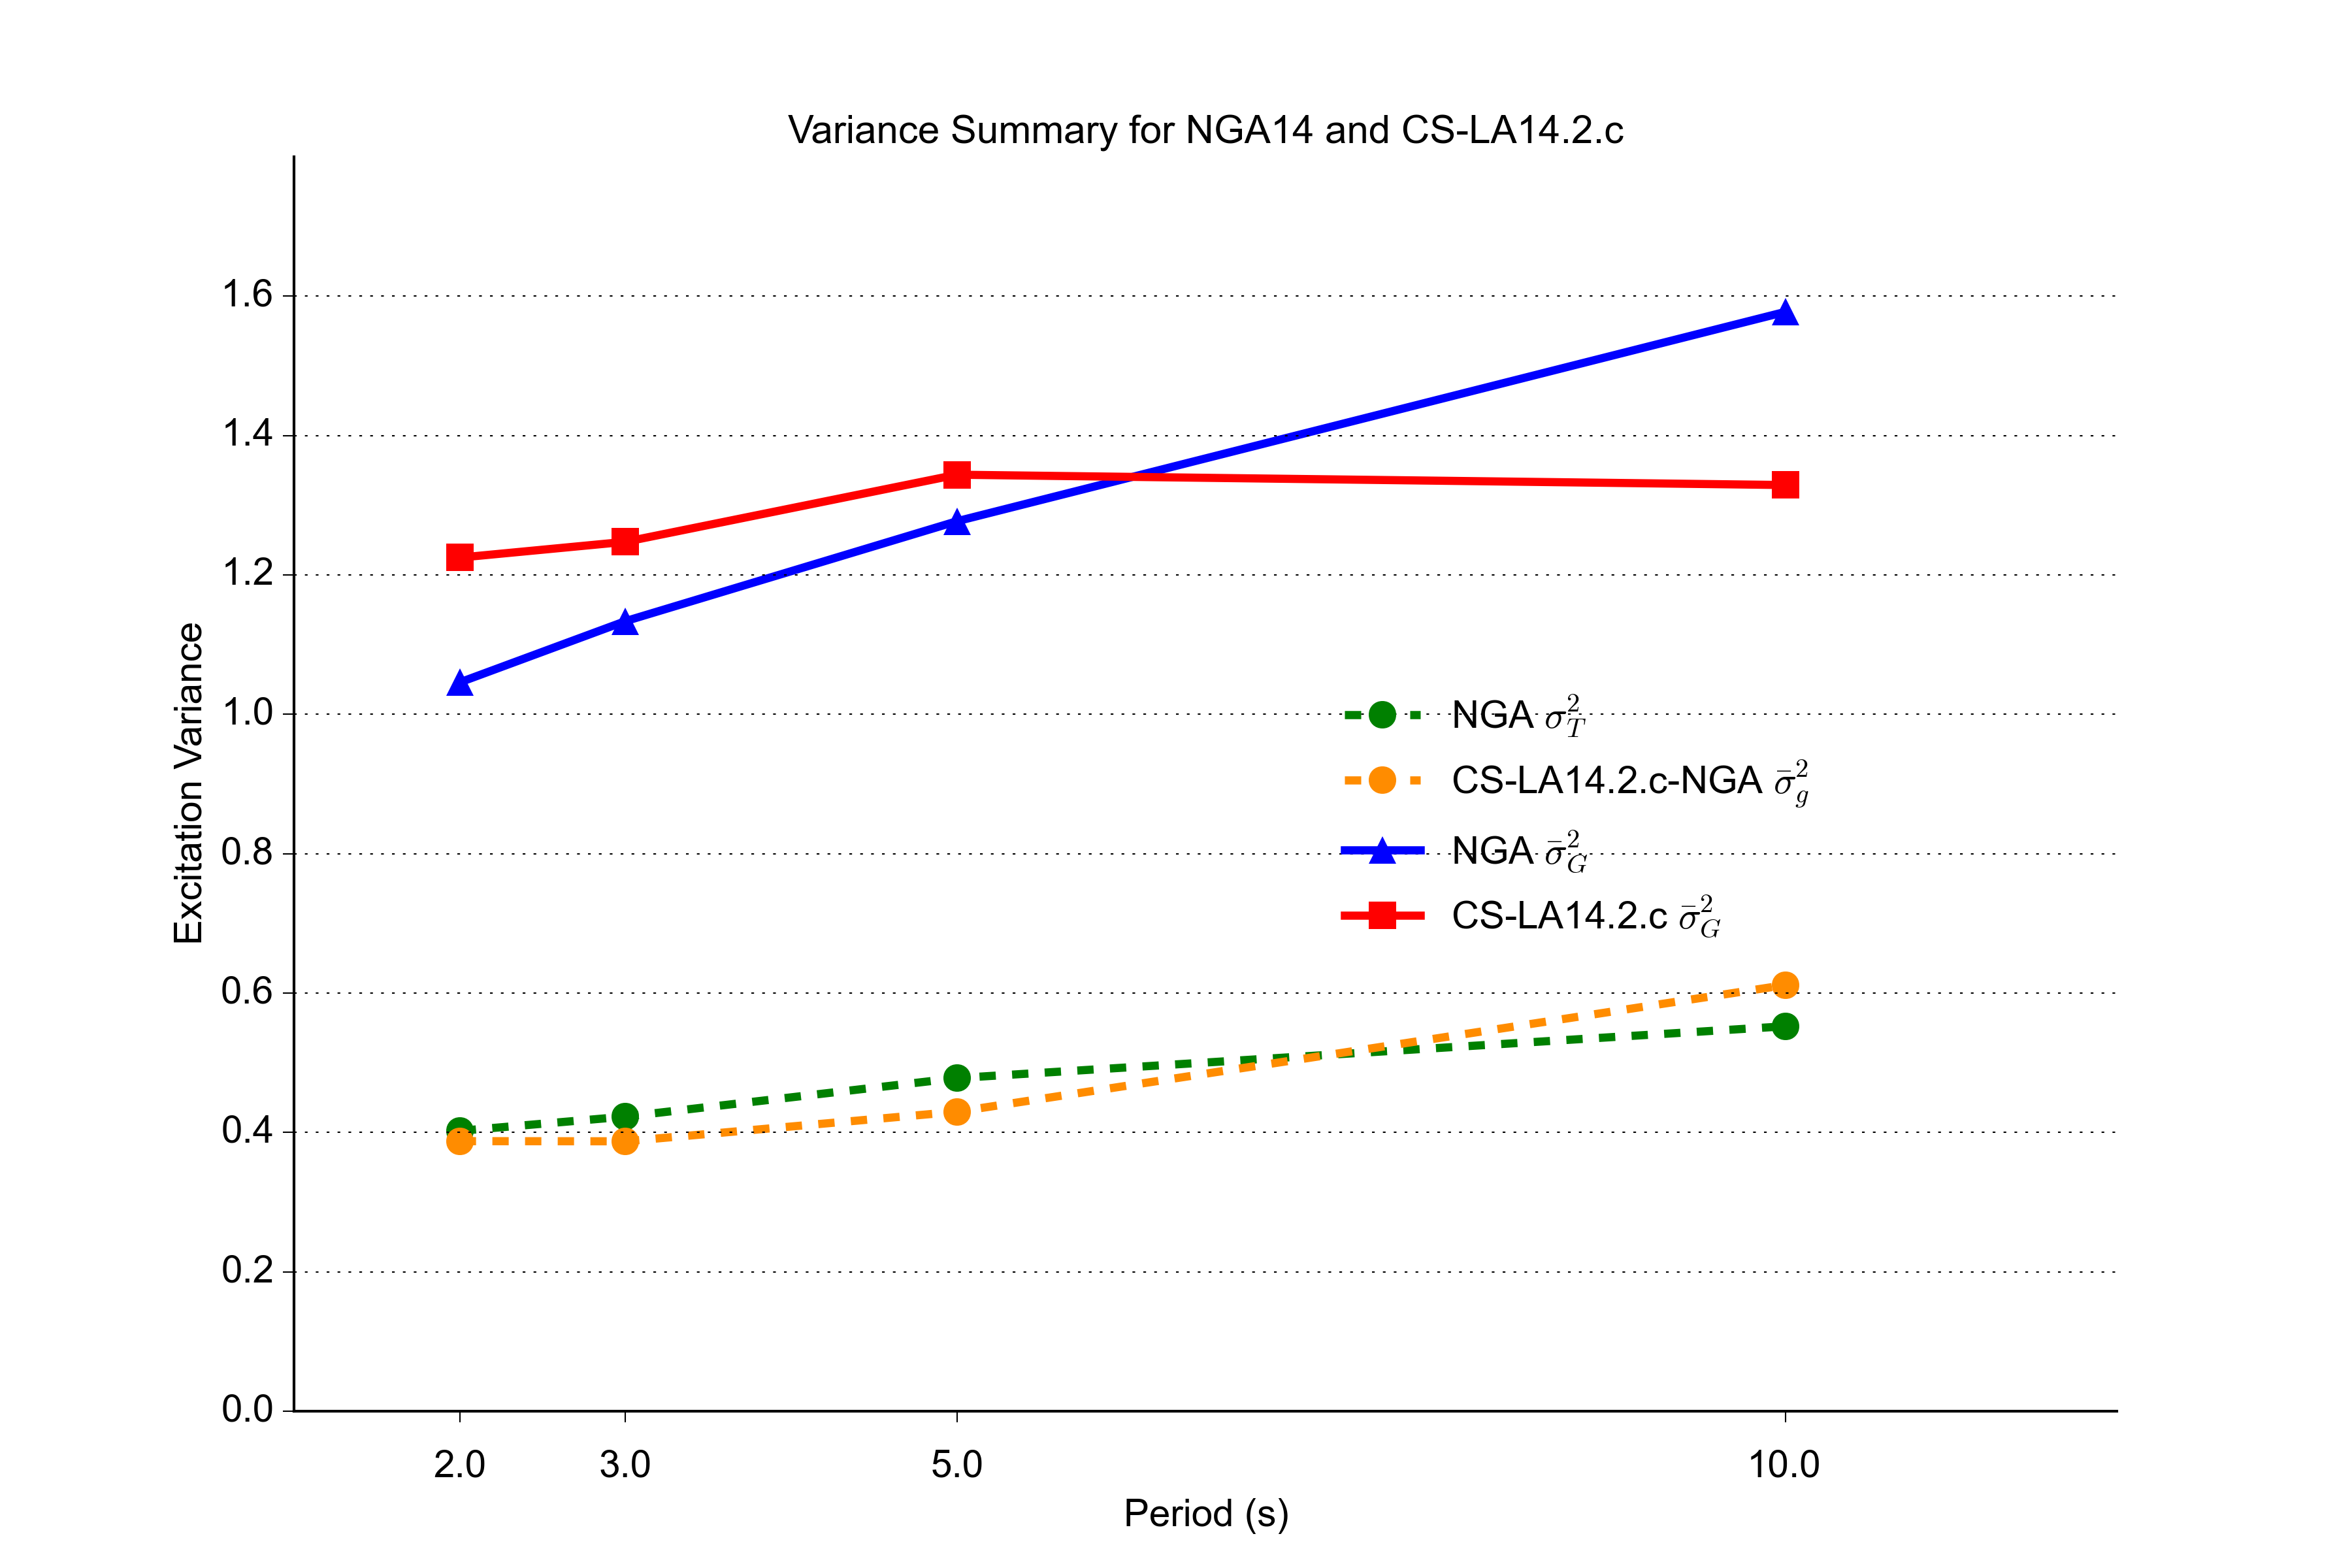 Variance Summary for NGA14 and CS-LA14.2.c
Excitation Variance
1.6
1.4
1.2
1.0
0.8
0.6
0.4
0.2
0.0
NGA σ²_T
CS-LA14.2.c-NGA σ̄²_g
NGA σ̄²_G
CS-LA14.2.c σ̄²_G
2.0 3.0 5.0 10.0
Period (s)